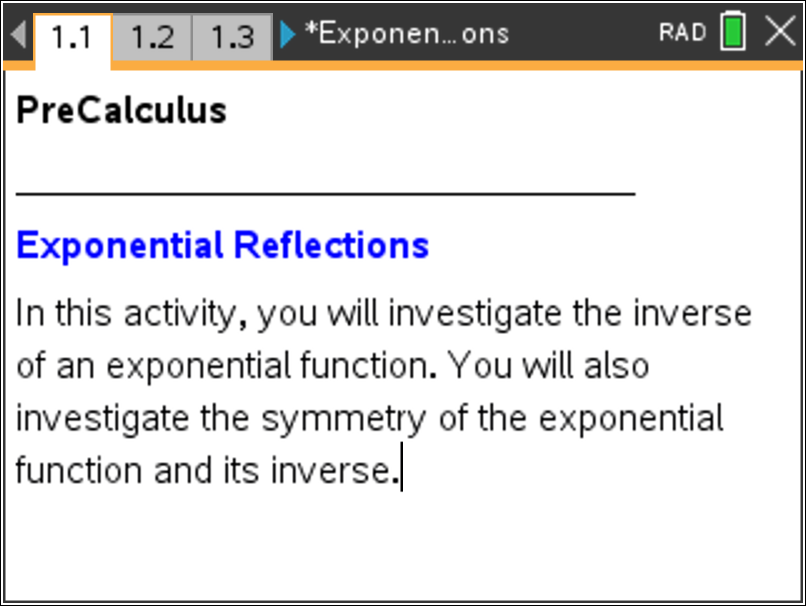 1.1 1.2 1.3 *Exponen...ons RAD
PreCalculus
Exponential Reflections
In this activity, you will investigate the inverse
of an exponential function. You will also
investigate the symmetry of the exponential
function and its inverse.